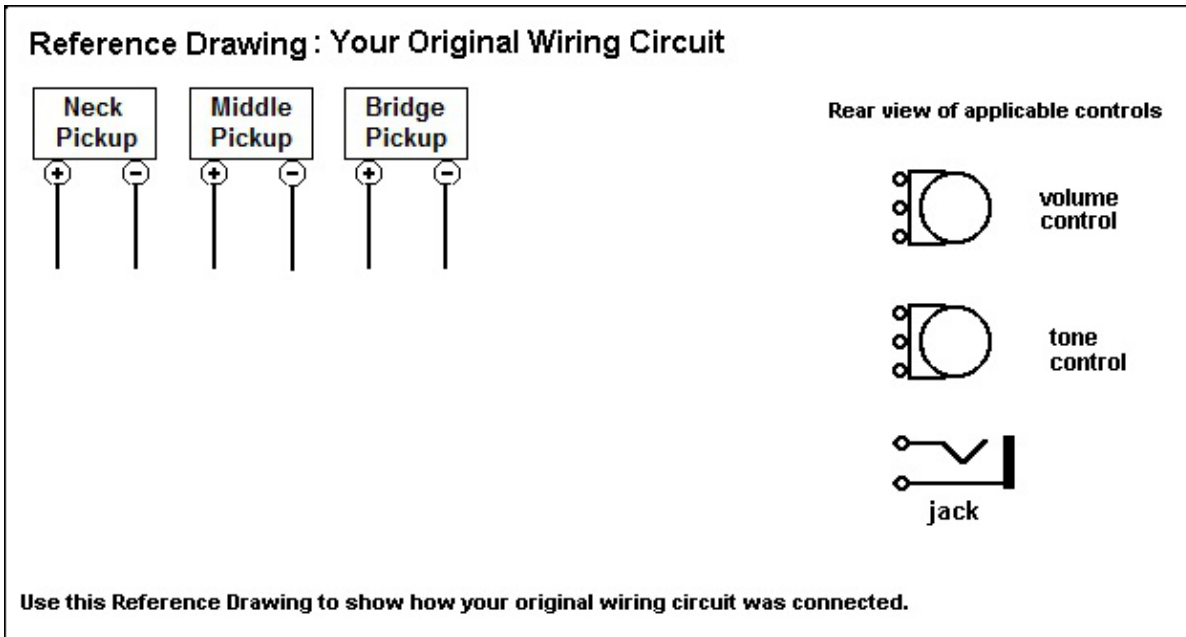 Reference Drawing: Your Original Wiring Circuit
Neck
Pickup
Middle
Pickup
Bridge
Pickup
+
-
+
-
+
-
Rear view of applicable controls
volume
control
tone
control
jack
Use this Reference Drawing to show how your original wiring circuit was connected.